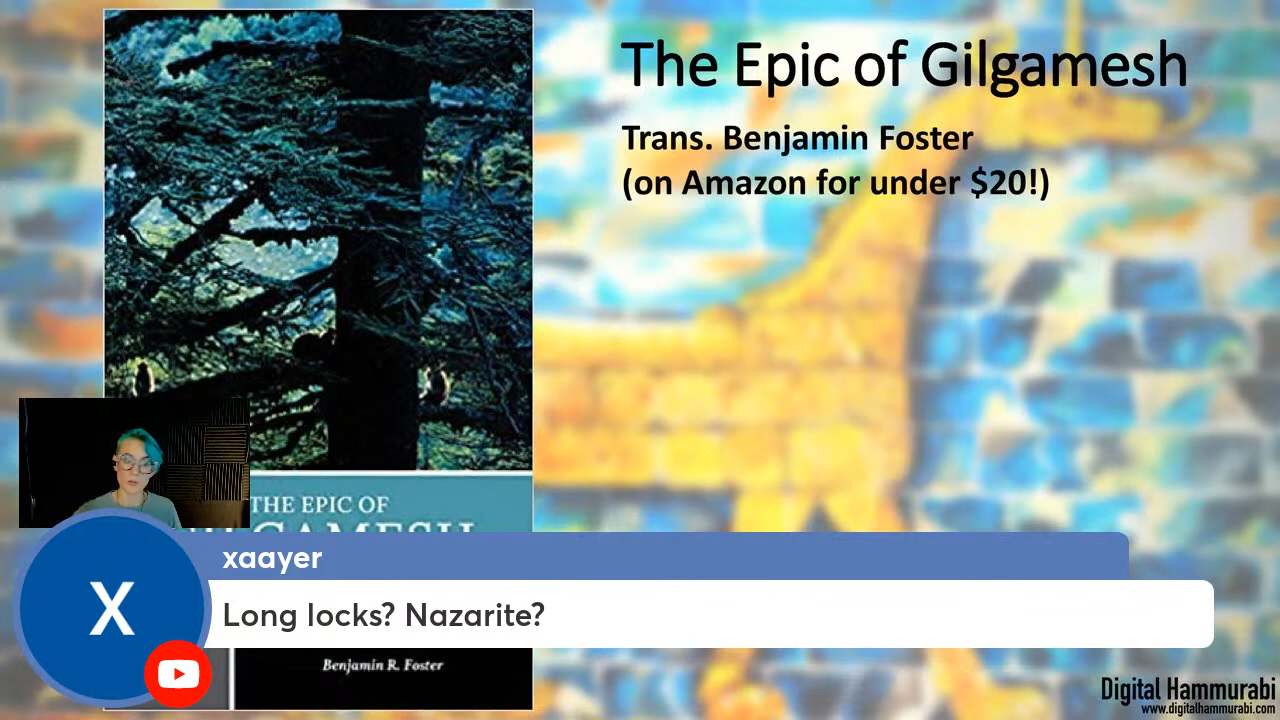 The Epic of Gilgamesh
Trans. Benjamin Foster
(on Amazon for under $20!)
THE EPIC OF
X
xaayer
Long locks? Nazarite?
Benjamin R. Foster
Digital Hammurabi
www.digitalhammurabi.com